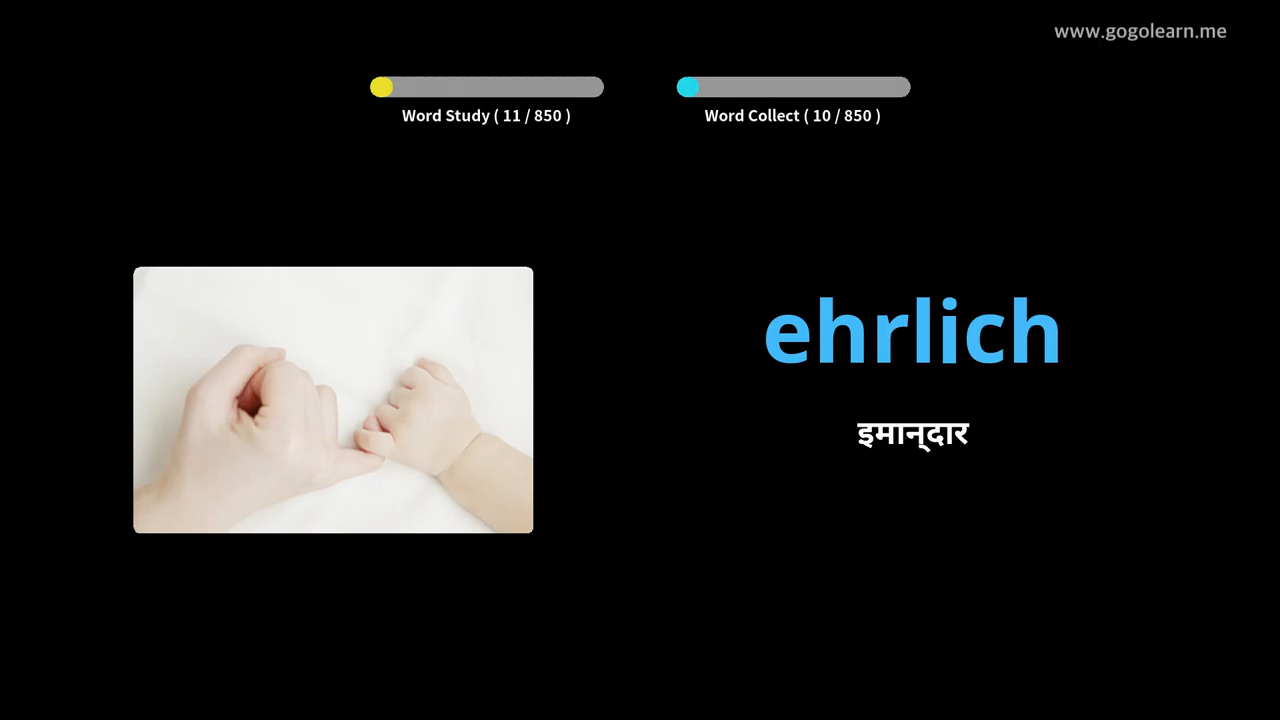 www.gogolearn.me
Word Study ( 11 / 850 )
Word Collect ( 10 / 850 )
ehrlich
इमान्‌दार